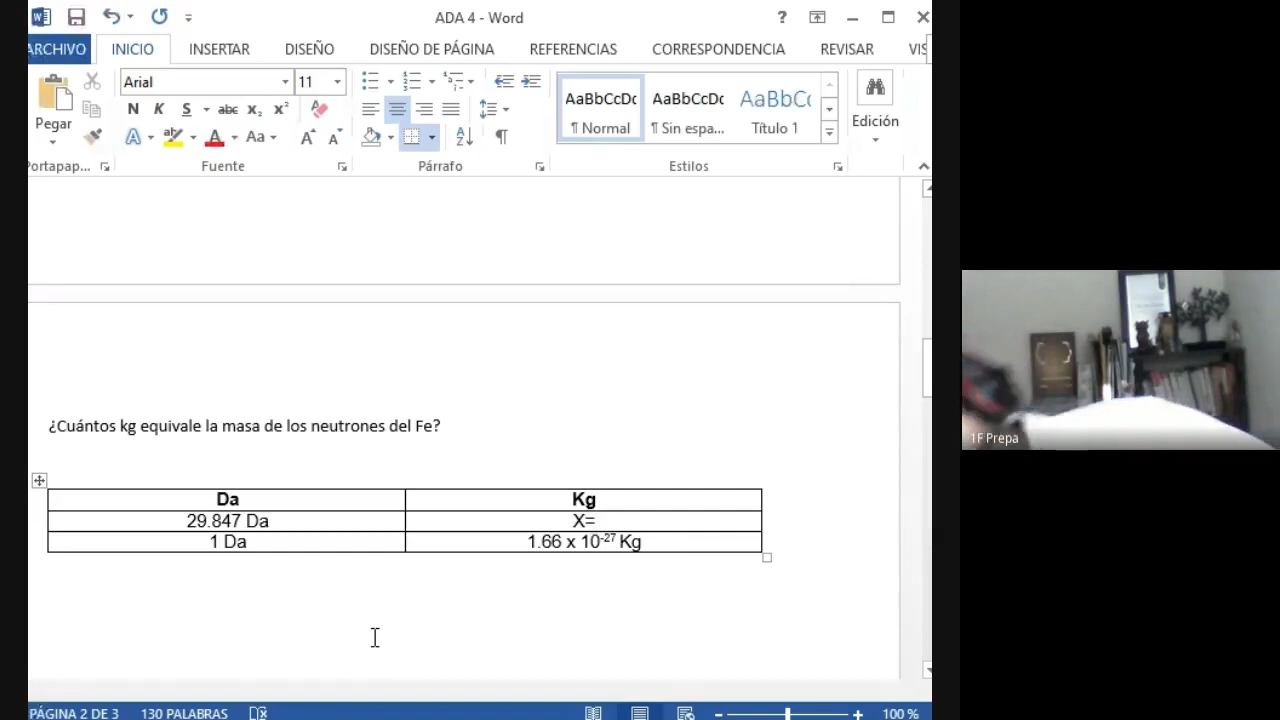 ADA 4 - Word
ARCHIVO INICIO INSERTAR DISEÑO DISEÑO DE PÁGINA REFERENCIAS CORRESPONDENCIA REVISAR VIS
Pegar
Arial 11
N K S abc x₂ x²
A A Aa A A
AaBbCcDc AaBbCcDc AaBbCc
¶ Normal ¶ Sin espa... Título 1
Edición
Portapap... Fuente Párrafo Estilos
¿Cuántos kg equivale la masa de los neutrones del Fe?
Da Kg
29.847 Da X=
1 Da 1.66 x 10⁻²⁷ Kg
1F Prepa
PÁGINA 2 DE 3 130 PALABRAS 100 %